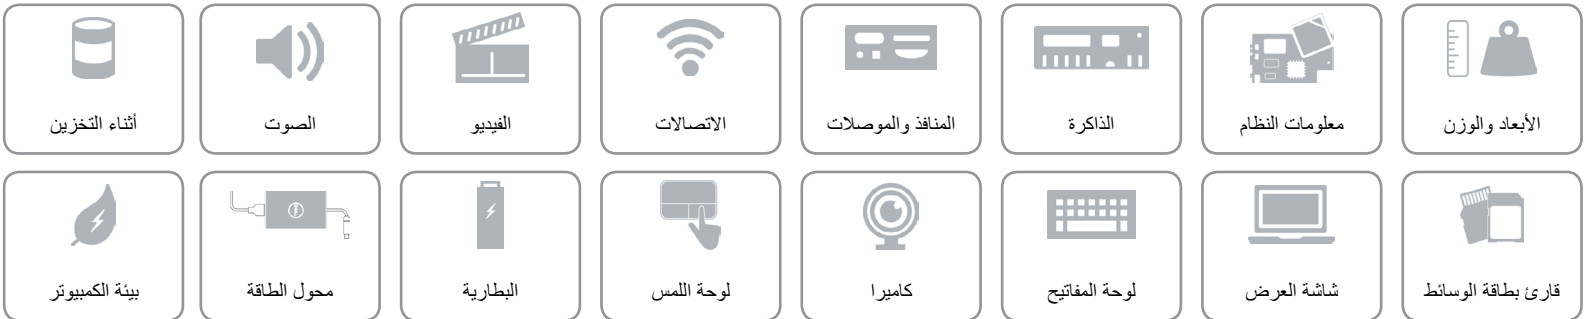 الأبعاد والوزن
معلومات النظام
الذاكرة
المنافذ والموصلات
الاتصالات
الفيديو
الصوت
أثناء التخزين
قارئ بطاقة الوسائط
شاشة العرض
لوحة المفاتيح
كاميرا
لوحة اللمس
البطارية
محول الطاقة
بيئة الكمبيوتر